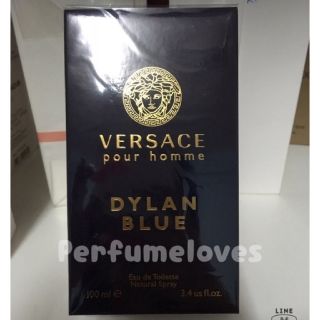 VERSACE
pour homme
DYLAN
BLUE
Perfumeloves
Eau de Toilette
Natural Spray
100 ml ℮ 3.4 us fl.oz.
LINE